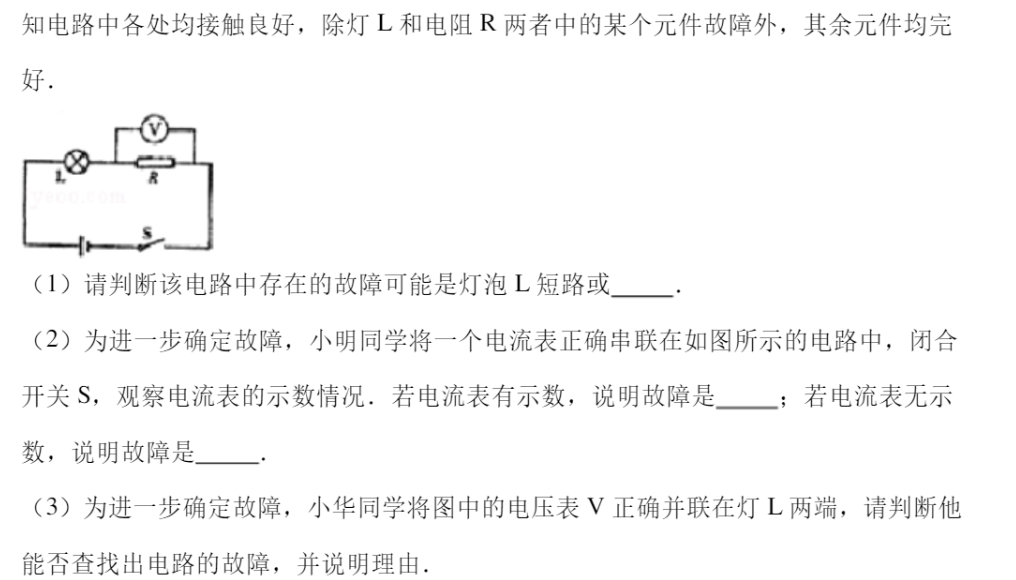 知电路中各处均接触良好，除灯 L 和电阻 R 两者中的某个元件故障外，其余元件均完
好．
V
L
R
S
（1）请判断该电路中存在的故障可能是灯泡 L 短路或_____．
（2）为进一步确定故障，小明同学将一个电流表正确串联在如图所示的电路中，闭合
开关 S，观察电流表的示数情况．若电流表有示数，说明故障是_____；若电流表无示
数，说明故障是_____．
（3）为进一步确定故障，小华同学将图中的电压表 V 正确并联在灯 L 两端，请判断他
能否查找出电路的故障，并说明理由．